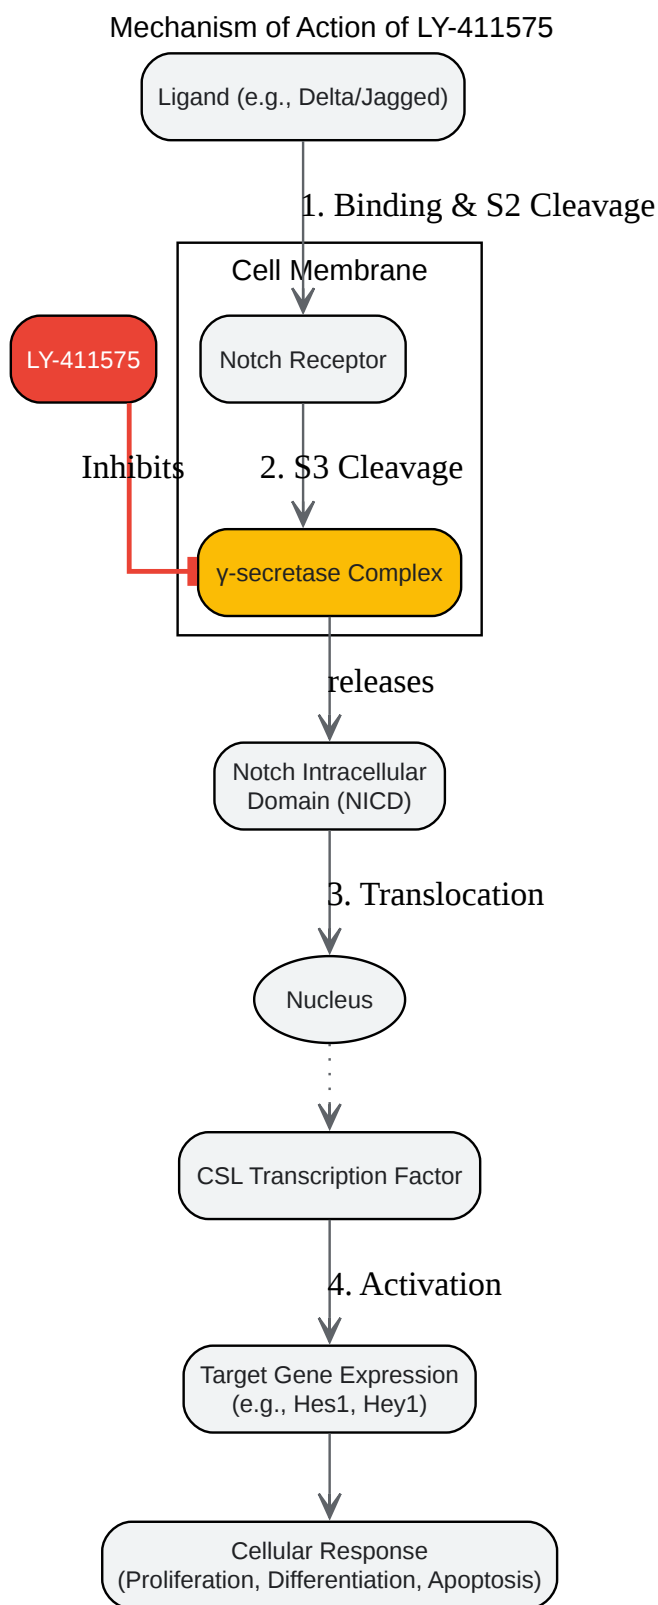 Mechanism of Action of LY-411575
Ligand (e.g., Delta/Jagged)
1. Binding & S2 Cleavage
Cell Membrane
LY-411575
Notch Receptor
Inhibits
2. S3 Cleavage
γ-secretase Complex
releases
Notch Intracellular
Domain (NICD)
3. Translocation
Nucleus
CSL Transcription Factor
4. Activation
Target Gene Expression
(e.g., Hes1, Hey1)
Cellular Response
(Proliferation, Differentiation, Apoptosis)